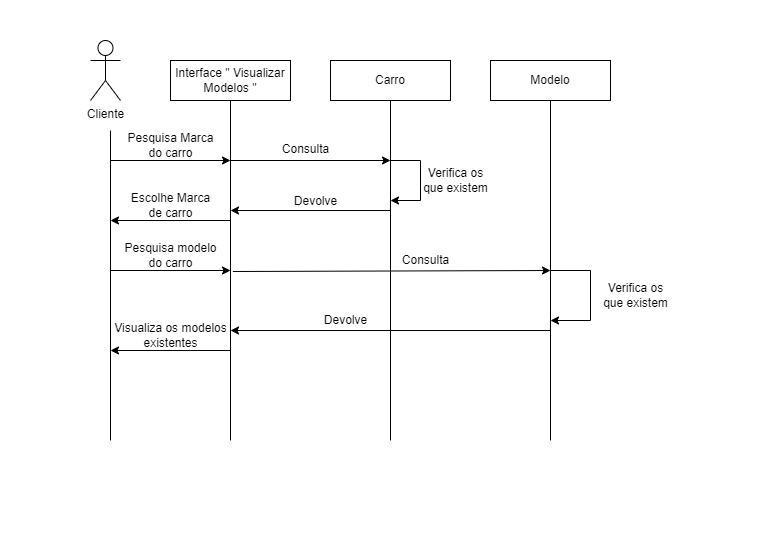 Cliente
Interface " Visualizar
Modelos "
Carro
Modelo
Pesquisa Marca
do carro
Consulta
Verifica os
que existem
Devolve
Escolhe Marca
de carro
Pesquisa modelo
do carro
Consulta
Verifica os
que existem
Devolve
Visualiza os modelos
existentes